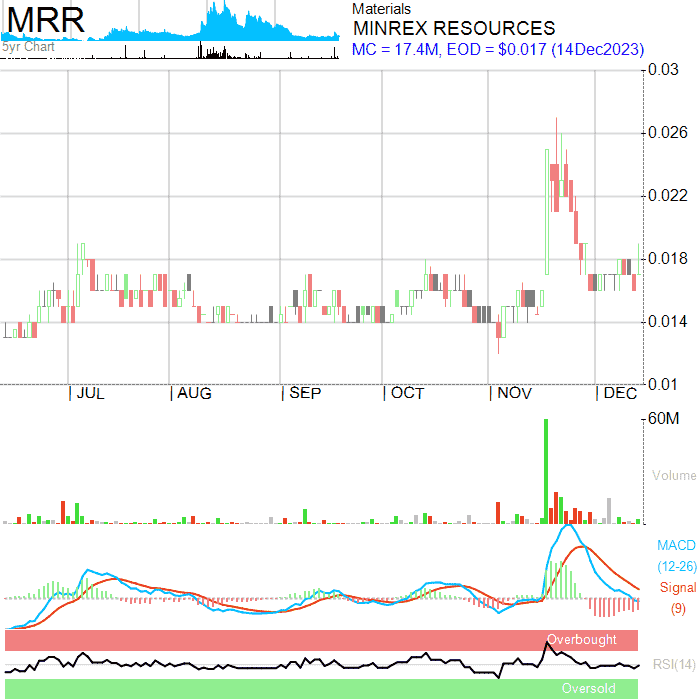 MRR
5yr Chart
Materials
MINREX RESOURCES
MC = 17.4M, EOD = $0.017 (14Dec2023)
0.03
0.026
0.022
0.018
0.014
0.01
JUL AUG SEP OCT NOV DEC
60M
Volume
MACD
(12-26)
Signal
(9)
Overbought
RSI(14)
Oversold